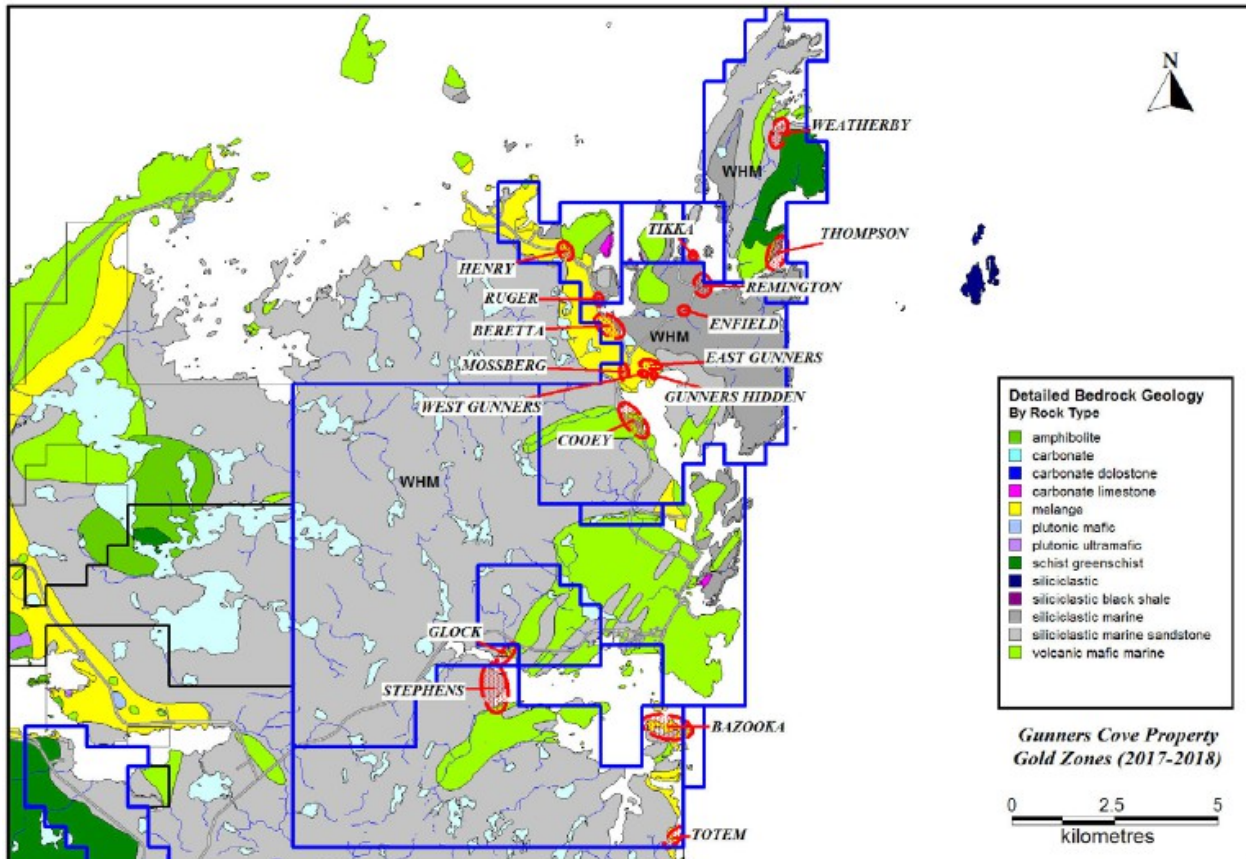 N
WEATHERBY
WHM
TIKKA
THOMPSON
HENRY
REMINGTON
RUGER
ENFIELD
BERETTA
WHM
EAST GUNNERS
MOSSBERG
GUNNERS HIDDEN
WEST GUNNERS
COOEY
WHM
GLOCK
STEPHENS
BAZOOKA
TOTEM
Detailed Bedrock Geology
By Rock Type
amphibolite
carbonate
carbonate dolostone
carbonate limestone
melange
plutonic mafic
plutonic ultramafic
schist greenschist
siliciclastic
siliciclastic black shale
siliciclastic marine
siliciclastic marine sandstone
volcanic mafic marine
Gunners Cove Property
Gold Zones (2017-2018)
0 2.5 5
kilometres